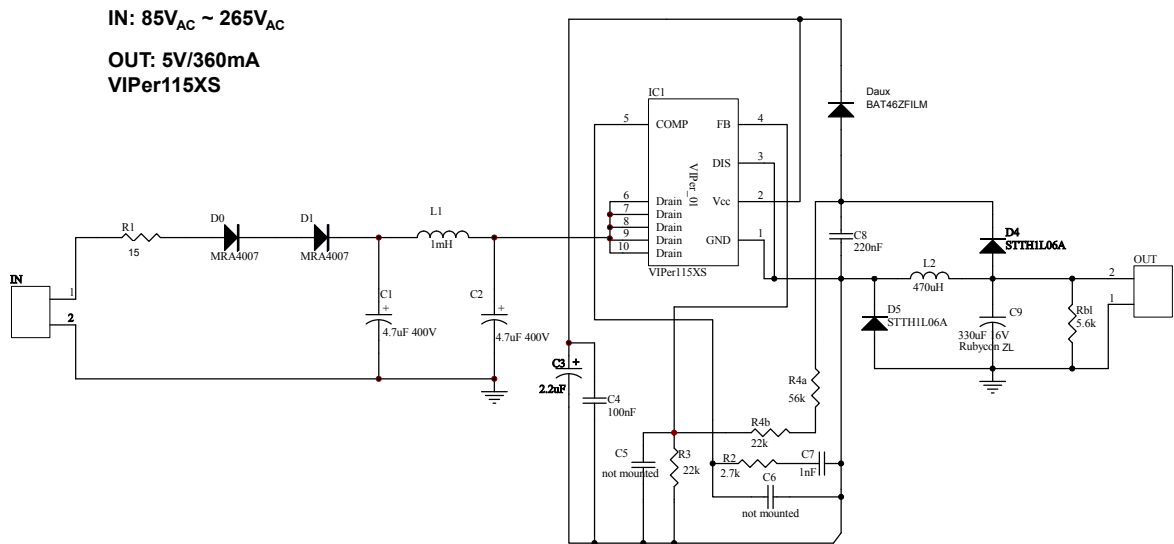 IN: 85VAC ~ 265VAC
OUT: 5V/360mA
VIPer115XS
IC1
5
COMP
FB
4
DIS
3
VIPer_01
Vcc
2
6
Drain
7
Drain
8
Drain
9
Drain
10
Drain
GND
1
VIPer115XS
Daux
BAT46ZFILM
R1
15
D0
MRA4007
D1
MRA4007
L1
1mH
C8
220nF
D4
STTH1L06A
L2
470uH
OUT
2
1
IN
1
2
C1
+
4.7uF 400V
C2
+
4.7uF 400V
D5
STTH1L06A
C9
330uF 16V
Rubycon ZL
Rbl
5.6k
C3
+
2.2uF
C4
100nF
R4a
56k
R4b
22k
C5
not mounted
R3
22k
R2
2.7k
C7
1nF
C6
not mounted